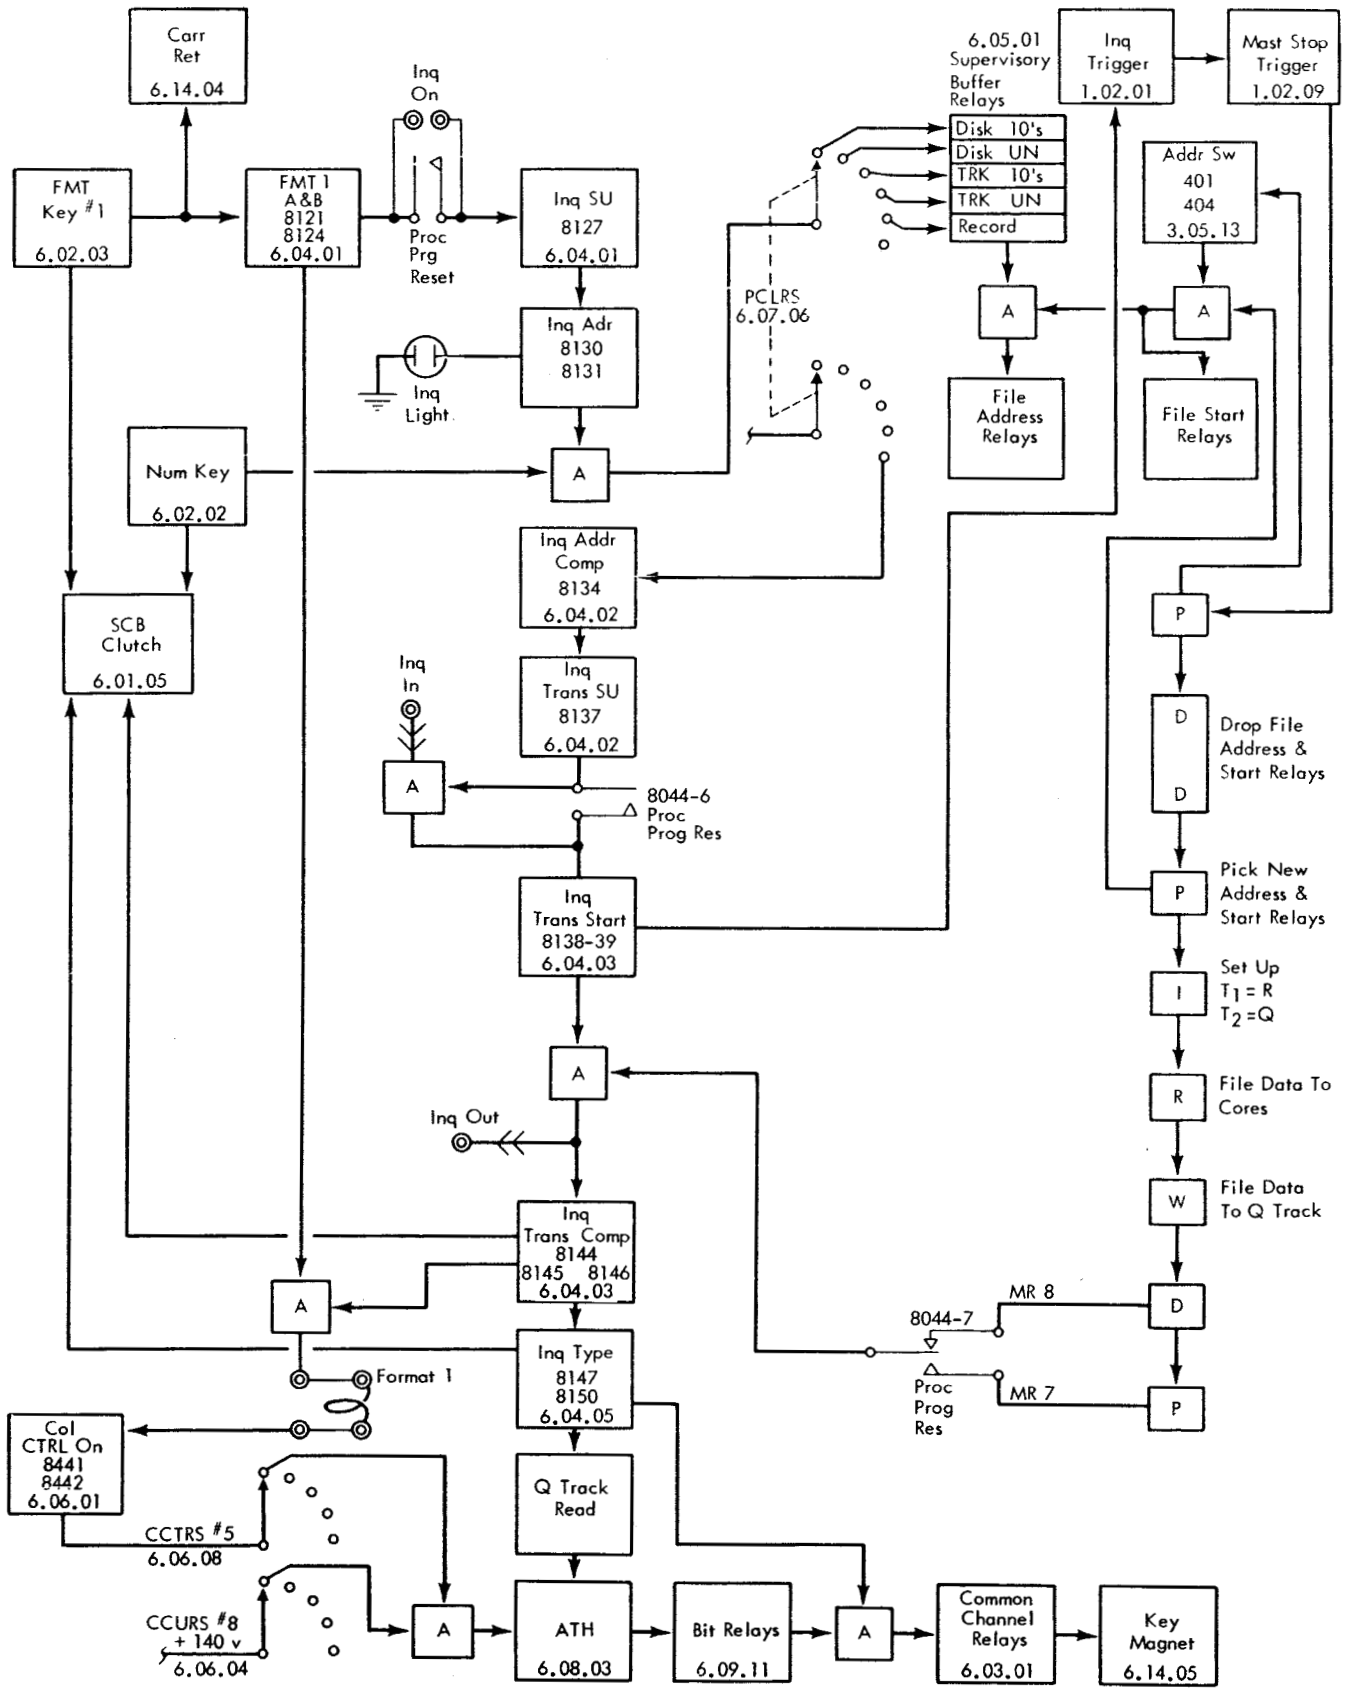 Carr
Ret
6.14.04
Inq
On
6.05.01
Supervisory
Buffer
Relays
Inq
Trigger
1.02.01
Mast Stop
Trigger
1.02.09
Disk 10's
Disk UN
TRK 10's
TRK UN
Record
Addr Sw
401
404
3.05.13
FMT
Key #1
6.02.03
FMT 1
A&B
8121
8124
6.04.01
Proc
Prg
Reset
Inq SU
8127
6.04.01
Inq Adr
8130
8131
Inq
Light
PCLRS
6.07.06
A
A
File
Address
Relays
File Start
Relays
Num Key
6.02.02
A
Inq Addr
Comp
8134
6.04.02
SCB
Clutch
6.01.05
Inq
Trans SU
8137
6.04.02
Inq
In
A
8044-6
Proc
Prog Res
P
D
D
Drop File
Address &
Start Relays
P
Pick New
Address &
Start Relays
Inq
Trans Start
8138-39
6.04.03
I
Set Up
T1 = R
T2 = Q
A
R
File Data To
Cores
Inq Out
W
File Data
To Q Track
Inq
Trans Comp
8144
8145 8146
6.04.03
A
MR 8
D
8044-7
Proc
Prog
Res
MR 7
P
Inq Type
8147
8150
6.04.05
Format 1
Col
CTRL On
8441
8442
6.06.01
Q Track
Read
CCTRS #5
6.06.08
CCURS #8
+ 140 v
6.06.04
A
ATH
6.08.03
Bit Relays
6.09.11
A
Common
Channel
Relays
6.03.01
Key
Magnet
6.14.05